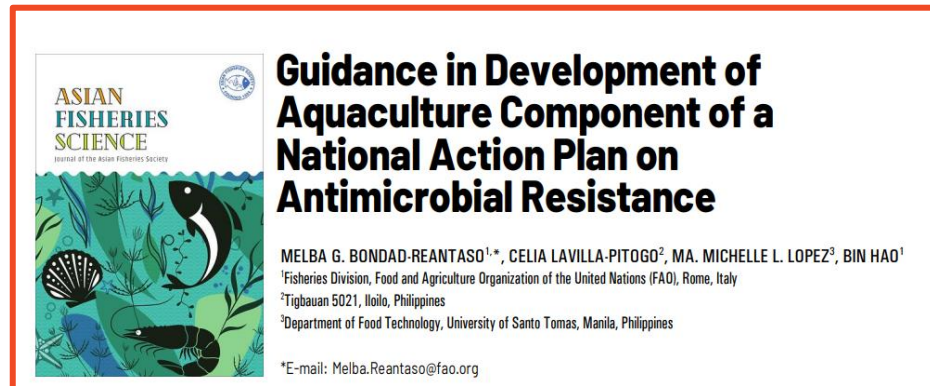 ASIAN
FISHERIES
SCIENCE
Journal of the Asian Fisheries Society
Guidance in Development of
Aquaculture Component of a
National Action Plan on
Antimicrobial Resistance
MELBA G. BONDAD-REANTASO1,*, CELIA LAVILLA-PITOGO2, MA. MICHELLE L. LOPEZ3, BIN HAO1
1Fisheries Division, Food and Agriculture Organization of the United Nations (FAO), Rome, Italy
2Tigbauan 5021, Iloilo, Philippines
3Department of Food Technology, University of Santo Tomas, Manila, Philippines
*E-mail: Melba.Reantaso@fao.org